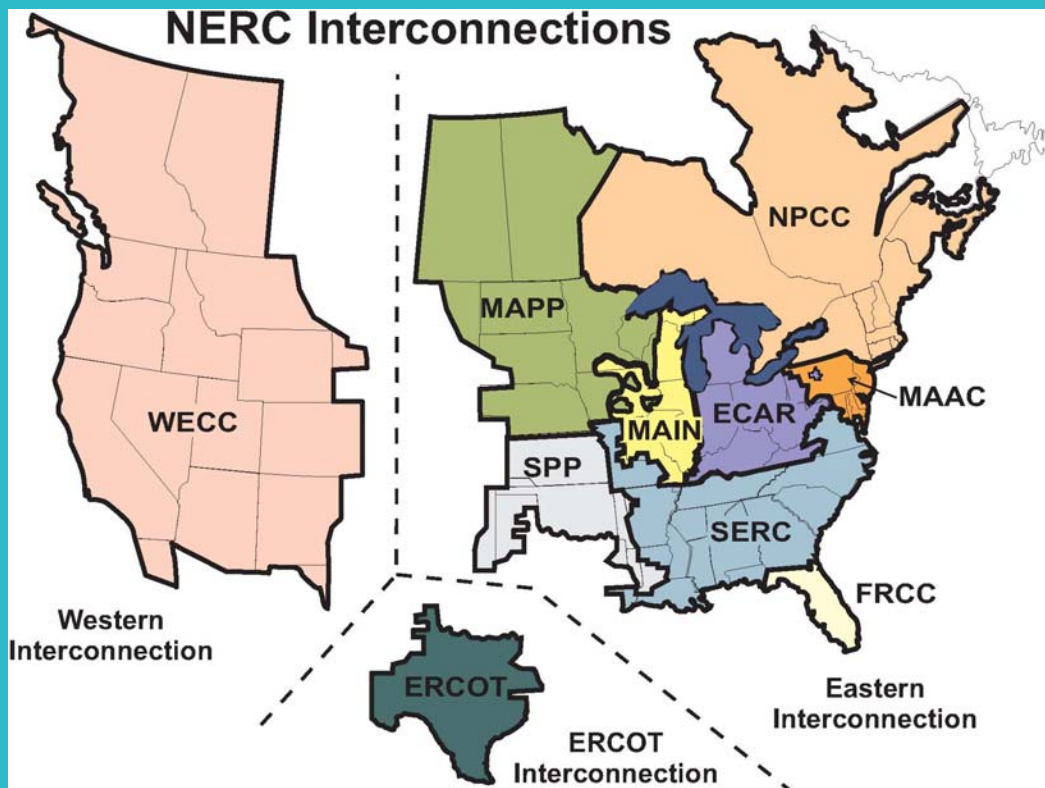 NERC Interconnections
NPCC
MAPP
MAAC
WECC
MAIN
ECAR
SPP
SERC
FRCC
Western
Interconnection
ERCOT
Eastern
Interconnection
ERCOT
Interconnection